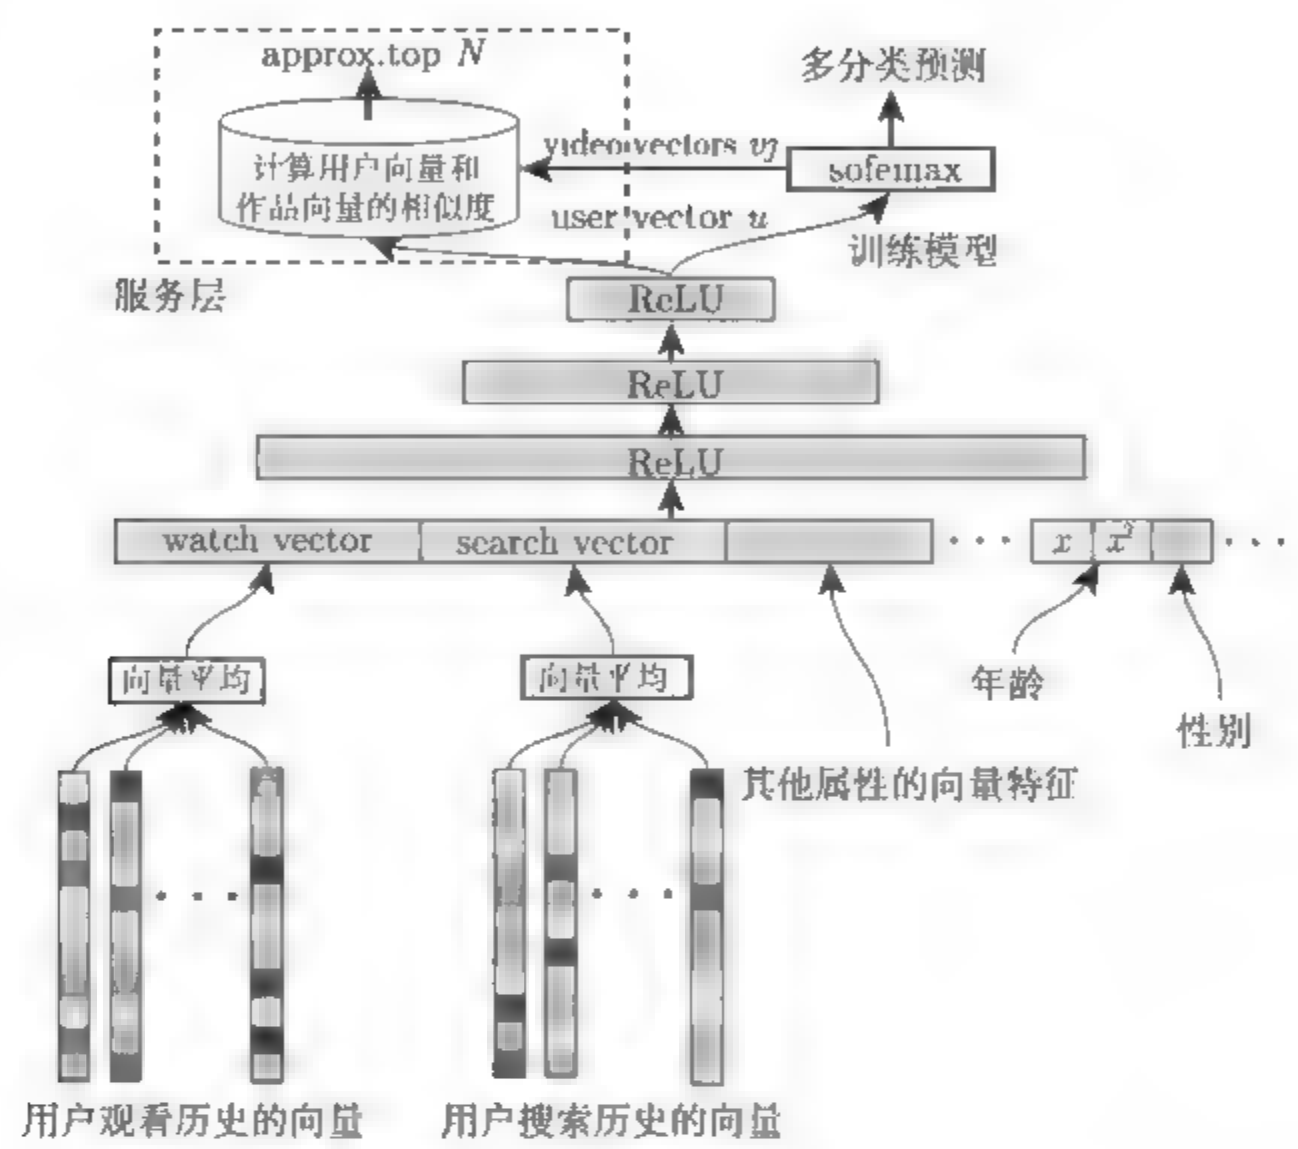 approx.top N
多分类预测
video vectors vj
sofemax
计算用户向量和
作品向量的相似度
user vector u
训练模型
服务层
ReLU
ReLU
ReLU
watch vector
search vector
x
x²
向量平均
向量平均
年龄
性别
其他属性的向量特征
用户观看历史的向量
用户搜索历史的向量